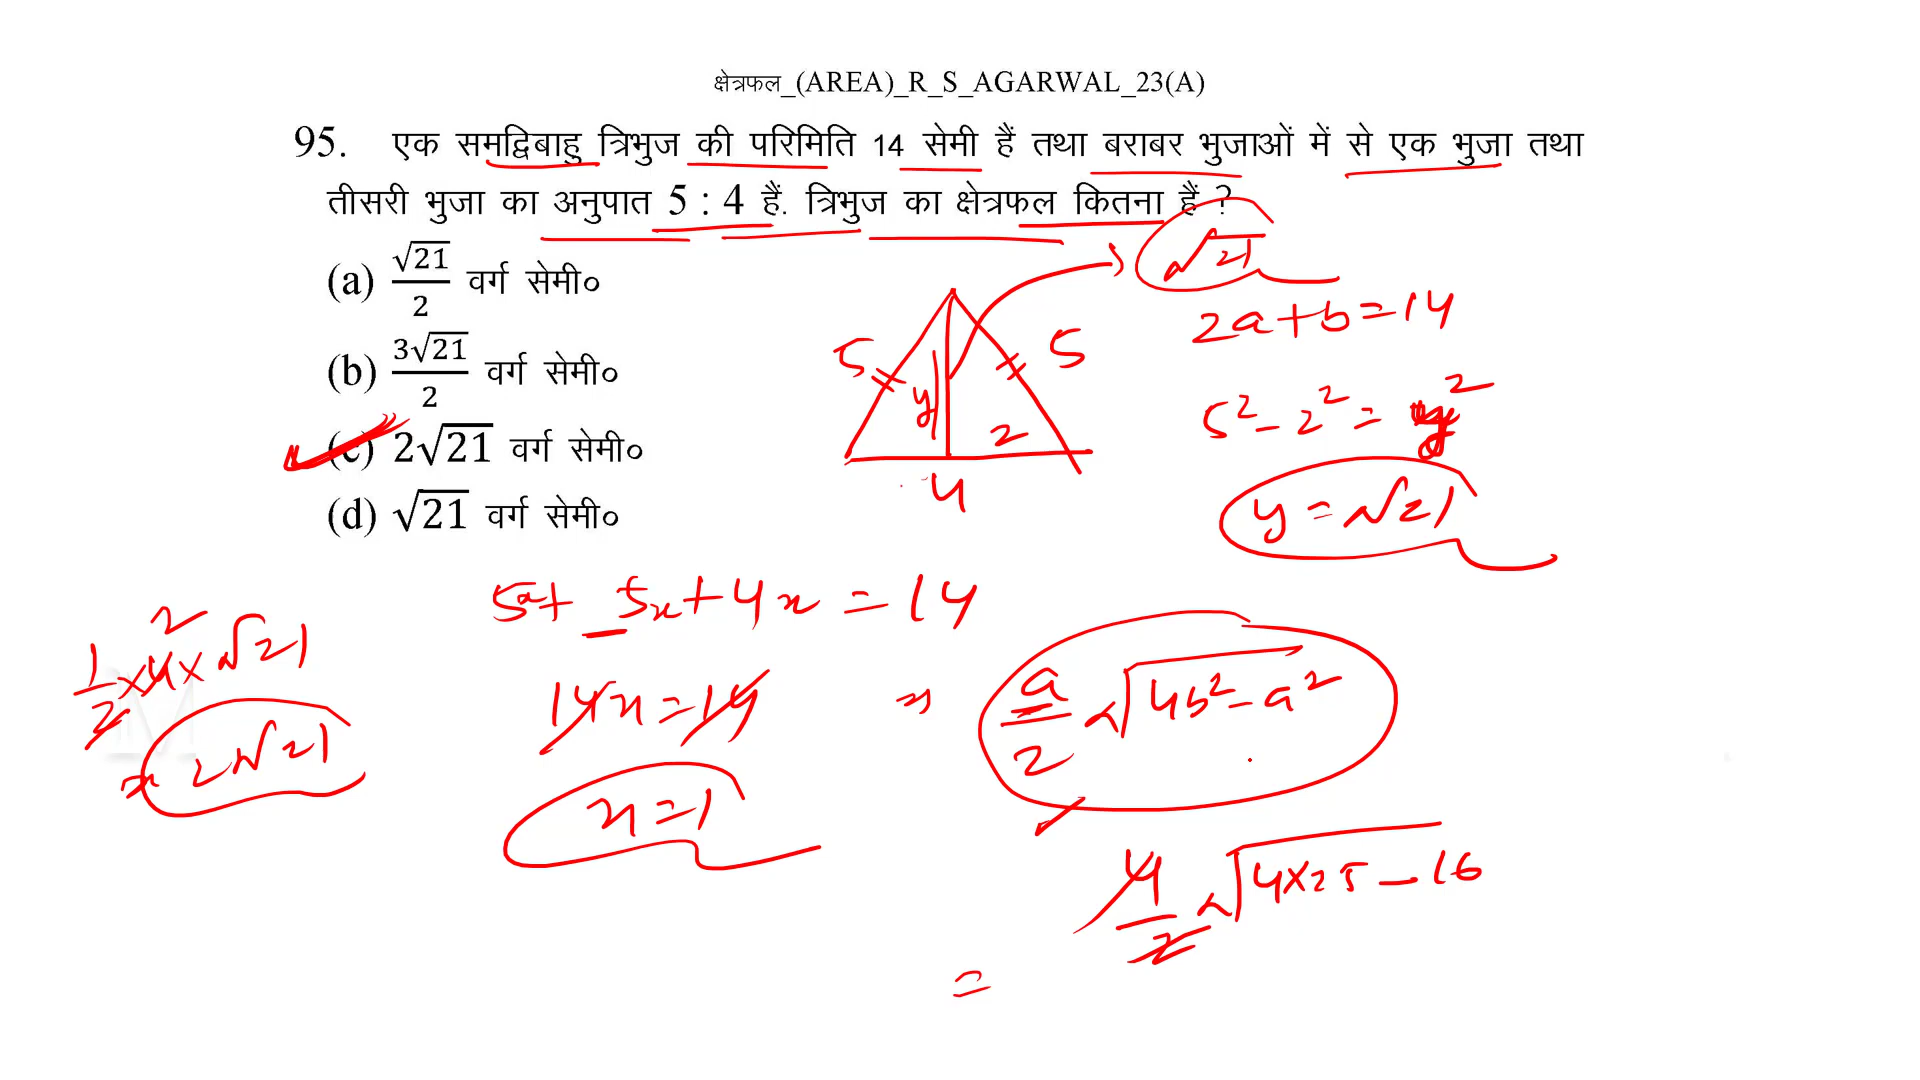 क्षेत्रफल_(AREA)_R_S_AGARWAL_23(A)
95. एक समद्विबाहु त्रिभुज की परिमिति 14 सेमी हैं तथा बराबर भुजाओं में से एक भुजा तथा
तीसरी भुजा का अनुपात 5 : 4 हैं. त्रिभुज का क्षेत्रफल कितना हैं ?
(a) √21/2 वर्ग सेमी०
(b) 3√21/2 वर्ग सेमी०
(c) 2√21 वर्ग सेमी०
(d) √21 वर्ग सेमी०
√21
2a+b=14
5 5
y 2
4
5²-2²= y²
y=√21
5x+ 5x+4x=14
14x=14
x=1
1/2×4×√21
2
= 2√21
= a/2 √4b²-a²
4/2 √4×25-16
=